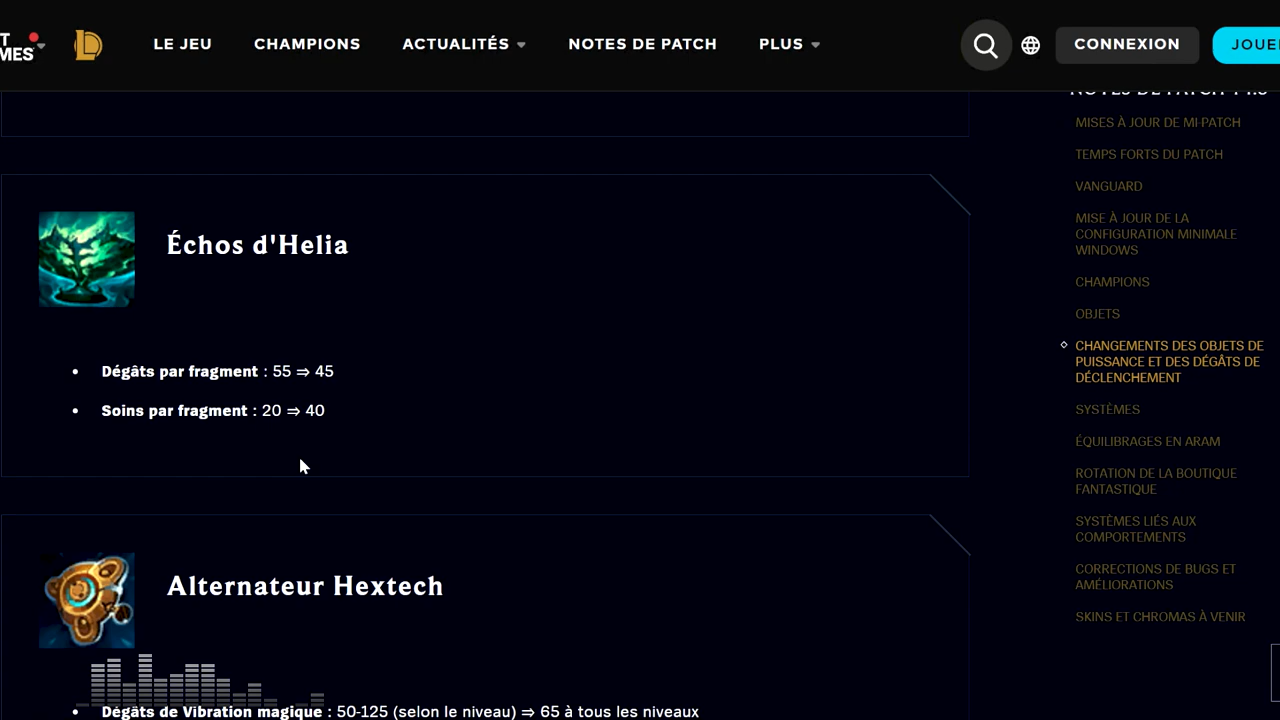 T
MES
LE JEU CHAMPIONS ACTUALITÉS NOTES DE PATCH PLUS CONNEXION JOUE
Échos d'Helia
• Dégâts par fragment : 55 ⇒ 45
• Soins par fragment : 20 ⇒ 40
Alternateur Hextech
• Dégâts de Vibration magique : 50-125 (selon le niveau) ⇒ 65 à tous les niveaux
MISES À JOUR DE MI-PATCH
TEMPS FORTS DU PATCH
VANGUARD
MISE À JOUR DE LA
CONFIGURATION MINIMALE
WINDOWS
CHAMPIONS
OBJETS
CHANGEMENTS DES OBJETS DE
PUISSANCE ET DES DÉGÂTS DE
DÉCLENCHEMENT
SYSTÈMES
ÉQUILIBRAGES EN ARAM
ROTATION DE LA BOUTIQUE
FANTASTIQUE
SYSTÈMES LIÉS AUX
COMPORTEMENTS
CORRECTIONS DE BUGS ET
AMÉLIORATIONS
SKINS ET CHROMAS À VENIR